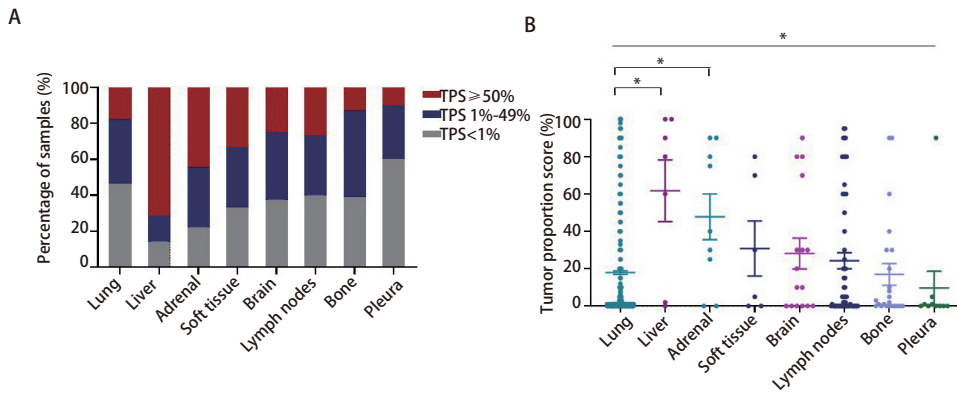 A
Percentage of samples (%)
100
80
60
40
20
0
Lung
Liver
Adrenal
Soft tissue
Brain
Lymph nodes
Bone
Pleura
TPS ⩾ 50%
TPS 1%-49%
TPS<1%
B
Tumor proportion score (%)
100
80
60
40
20
0
*
*
*
Lung
Liver
Adrenal
Soft tissue
Brain
Lymph nodes
Bone
Pleura